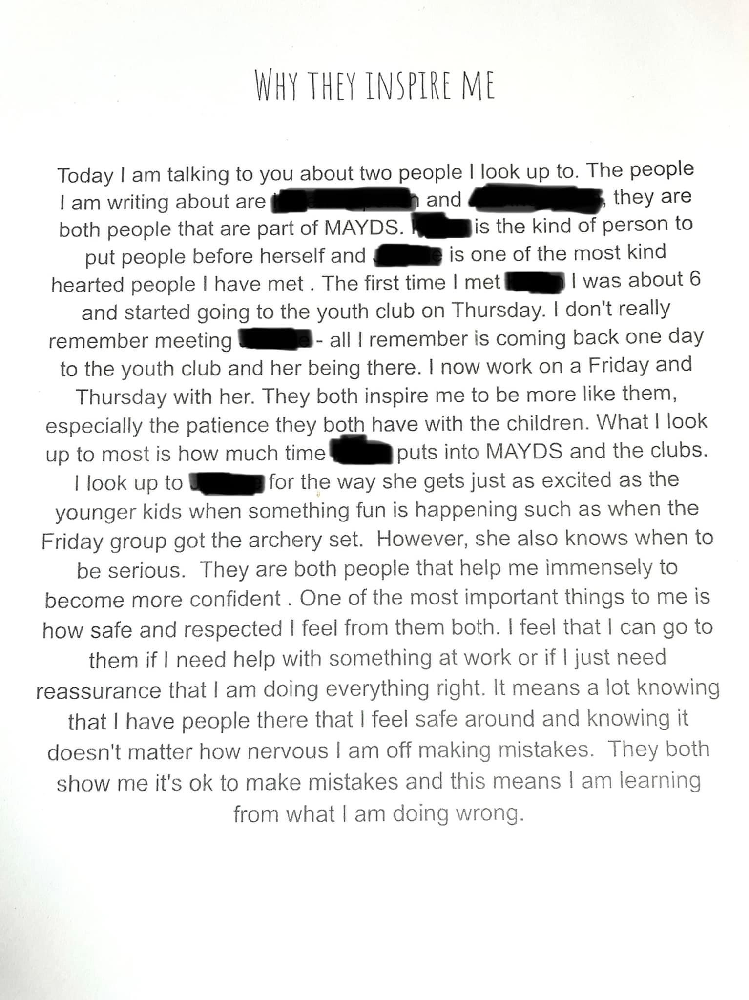 WHY THEY INSPIRE ME
Today I am talking to you about two people I look up to. The people
I am writing about are and , they are
both people that are part of MAYDS. is the kind of person to
put people before herself and is one of the most kind
hearted people I have met . The first time I met I was about 6
and started going to the youth club on Thursday. I don't really
remember meeting - all I remember is coming back one day
to the youth club and her being there. I now work on a Friday and
Thursday with her. They both inspire me to be more like them,
especially the patience they both have with the children. What I look
up to most is how much time puts into MAYDS and the clubs.
I look up to for the way she gets just as excited as the
younger kids when something fun is happening such as when the
Friday group got the archery set.  However, she also knows when to
be serious.  They are both people that help me immensely to
become more confident . One of the most important things to me is
how safe and respected I feel from them both. I feel that I can go to
them if I need help with something at work or if I just need
reassurance that I am doing everything right. It means a lot knowing
that I have people there that I feel safe around and knowing it
doesn't matter how nervous I am off making mistakes.  They both
show me it's ok to make mistakes and this means I am learning
from what I am doing wrong.